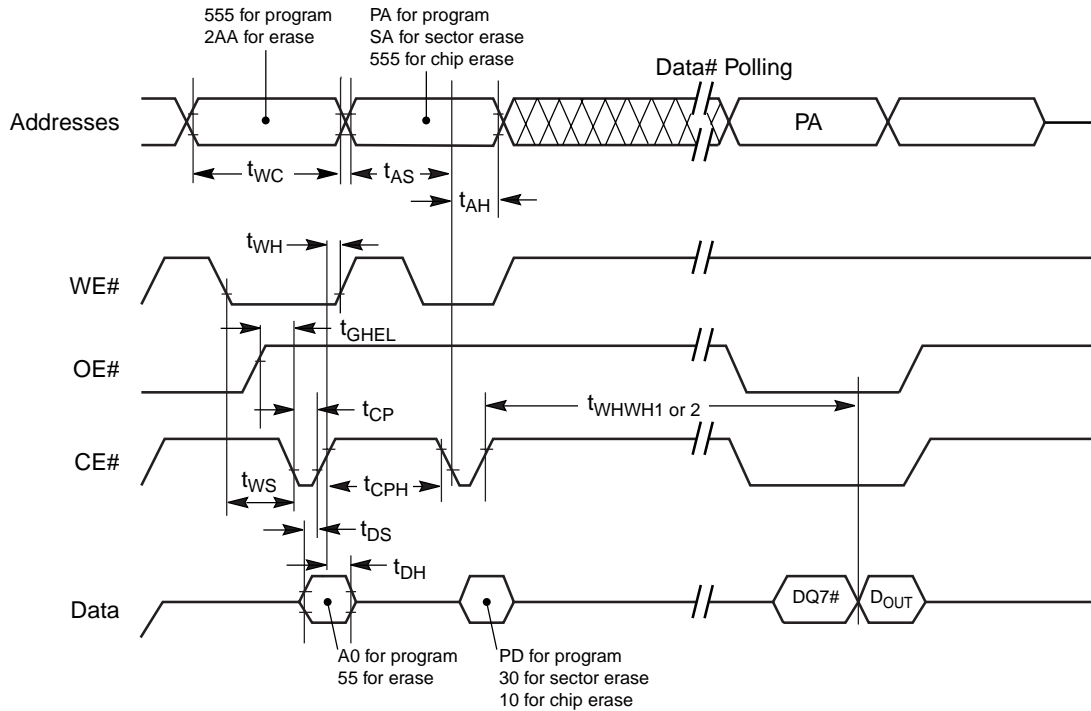 555 for program
2AA for erase
PA for program
SA for sector erase
555 for chip erase
Data# Polling
Addresses
PA
tWC
tAS
tAH
tWH
WE#
tGHEL
OE#
tWHWH1 or 2
tCP
CE#
tWS
tCPH
tDS
tDH
Data
DQ7#
DOUT
A0 for program
55 for erase
PD for program
30 for sector erase
10 for chip erase